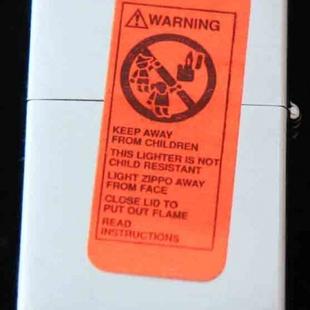 WARNING
KEEP AWAY
FROM CHILDREN
THIS LIGHTER IS NOT
CHILD RESISTANT
LIGHT ZIPPO AWAY
FROM FACE
CLOSE LID TO
PUT OUT FLAME
READ
INSTRUCTIONS